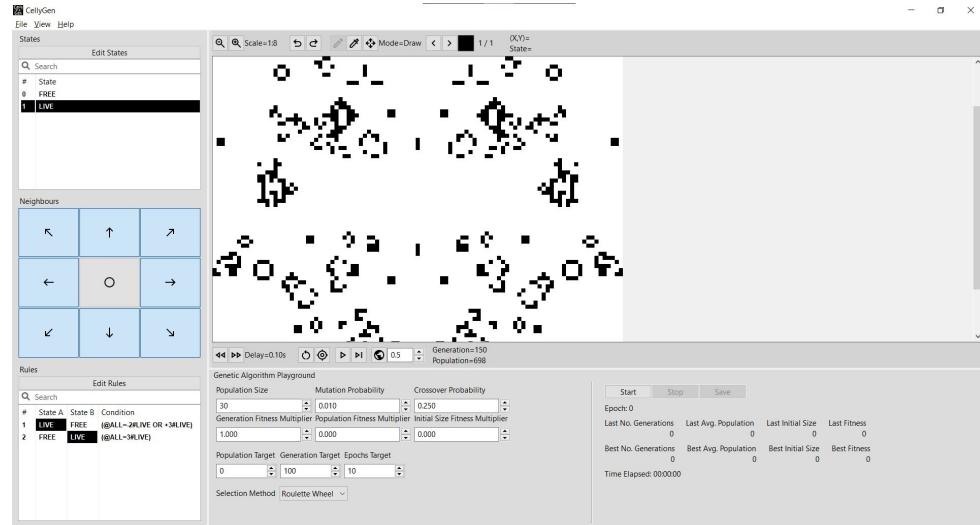 CellyGen
File View Help
States
Edit States
Search
# State
0 FREE
1 LIVE
Neighbours
Rules
Edit Rules
Search
# State A State B Condition
1 LIVE FREE (@ALL=-2#LIVE OR +3#LIVE)
2 FREE LIVE (@ALL=3#LIVE)
Scale=1:8 Mode=Draw 1 / 1 (X,Y)=
State=
Delay=0.10s 0.5 Generation=150
Population=698
Genetic Algorithm Playground
Population Size Mutation Probability Crossover Probability
30 0.010 0.250
Generation Fitness Multiplier Population Fitness Multiplier Initial Size Fitness Multiplier
1.000 0.000 0.000
Population Target Generation Target Epochs Target
0 100 10
Selection Method Roulette Wheel
Start Stop Save
Epoch: 0
Last No. Generations Last Avg. Population Last Initial Size Last Fitness
0 0 0 0
Best No. Generations Best Avg. Population Best Initial Size Best Fitness
0 0 0 0
Time Elapsed: 00:00:00